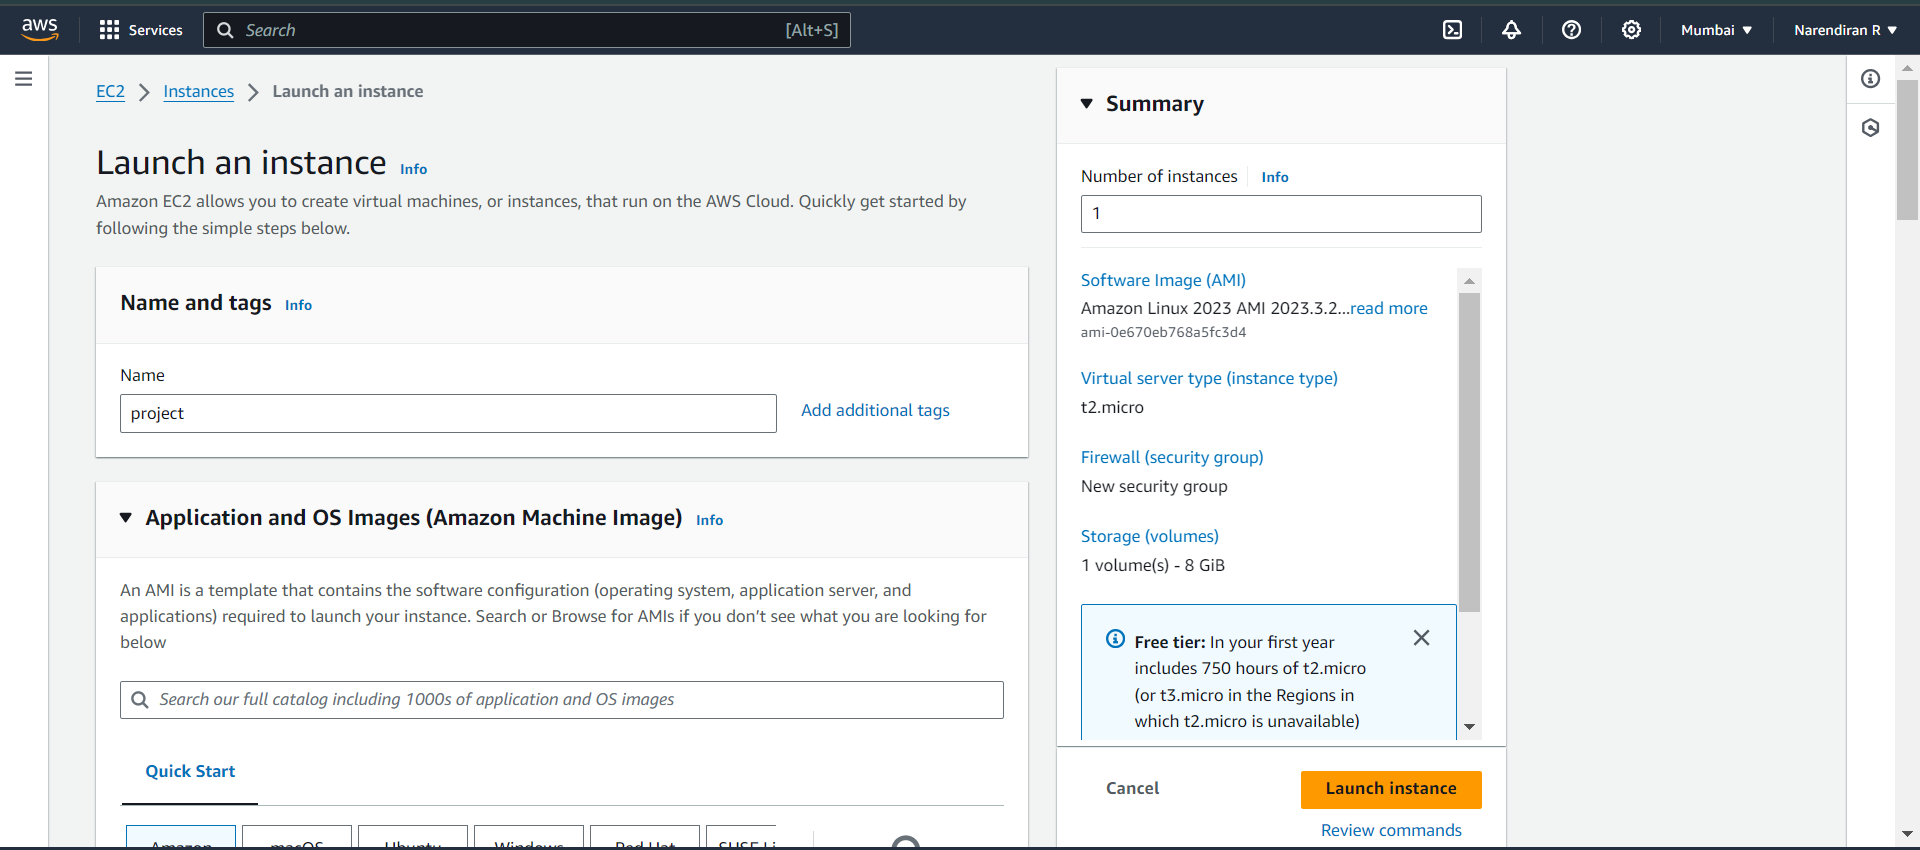 aws
Services
Search
[Alt+S]
Mumbai
Narendiran R
EC2
Instances
Launch an instance
Launch an instance
Info
Amazon EC2 allows you to create virtual machines, or instances, that run on the AWS Cloud. Quickly get started by
following the simple steps below.
Name and tags
Info
Name
project
Add additional tags
Application and OS Images (Amazon Machine Image)
Info
An AMI is a template that contains the software configuration (operating system, application server, and
applications) required to launch your instance. Search or Browse for AMIs if you don't see what you are looking for
below
Search our full catalog including 1000s of application and OS images
Quick Start
Amazon
macOS
Ubuntu
Windows
Red Hat
SUSE Li
Summary
Number of instances
Info
1
Software Image (AMI)
Amazon Linux 2023 AMI 2023.3.2...read more
ami-0e670eb768a5fc3d4
Virtual server type (instance type)
t2.micro
Firewall (security group)
New security group
Storage (volumes)
1 volume(s) - 8 GiB
Free tier: In your first year
includes 750 hours of t2.micro
(or t3.micro in the Regions in
which t2.micro is unavailable)
Cancel
Launch instance
Review commands